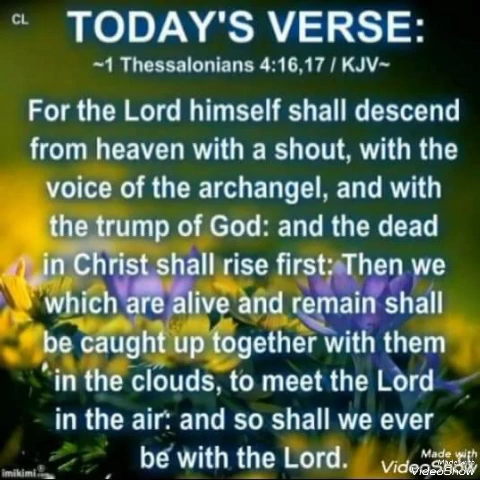 CL
TODAY'S VERSE:
~1 Thessalonians 4:16,17 / KJV~
For the Lord himself shall descend
from heaven with a shout, with the
voice of the archangel, and with
the trump of God: and the dead
in Christ shall rise first: Then we
which are alive and remain shall
be caught up together with them
in the clouds, to meet the Lord
in the air: and so shall we ever
be with the Lord.
Made with
VideoShow
VideoShow
imikimi